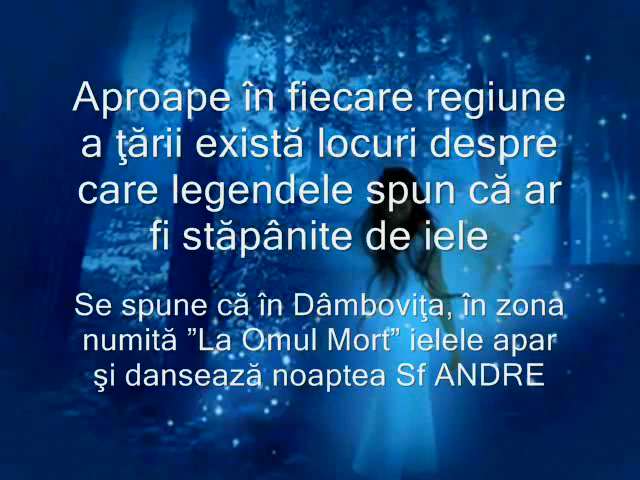 Aproape în fiecare regiune
a ţării există locuri despre
care legendele spun că ar
fi stăpânite de iele
Se spune că în Dâmboviţa, în zona
numită ”La Omul Mort” ielele apar
şi dansează noaptea Sf ANDRE